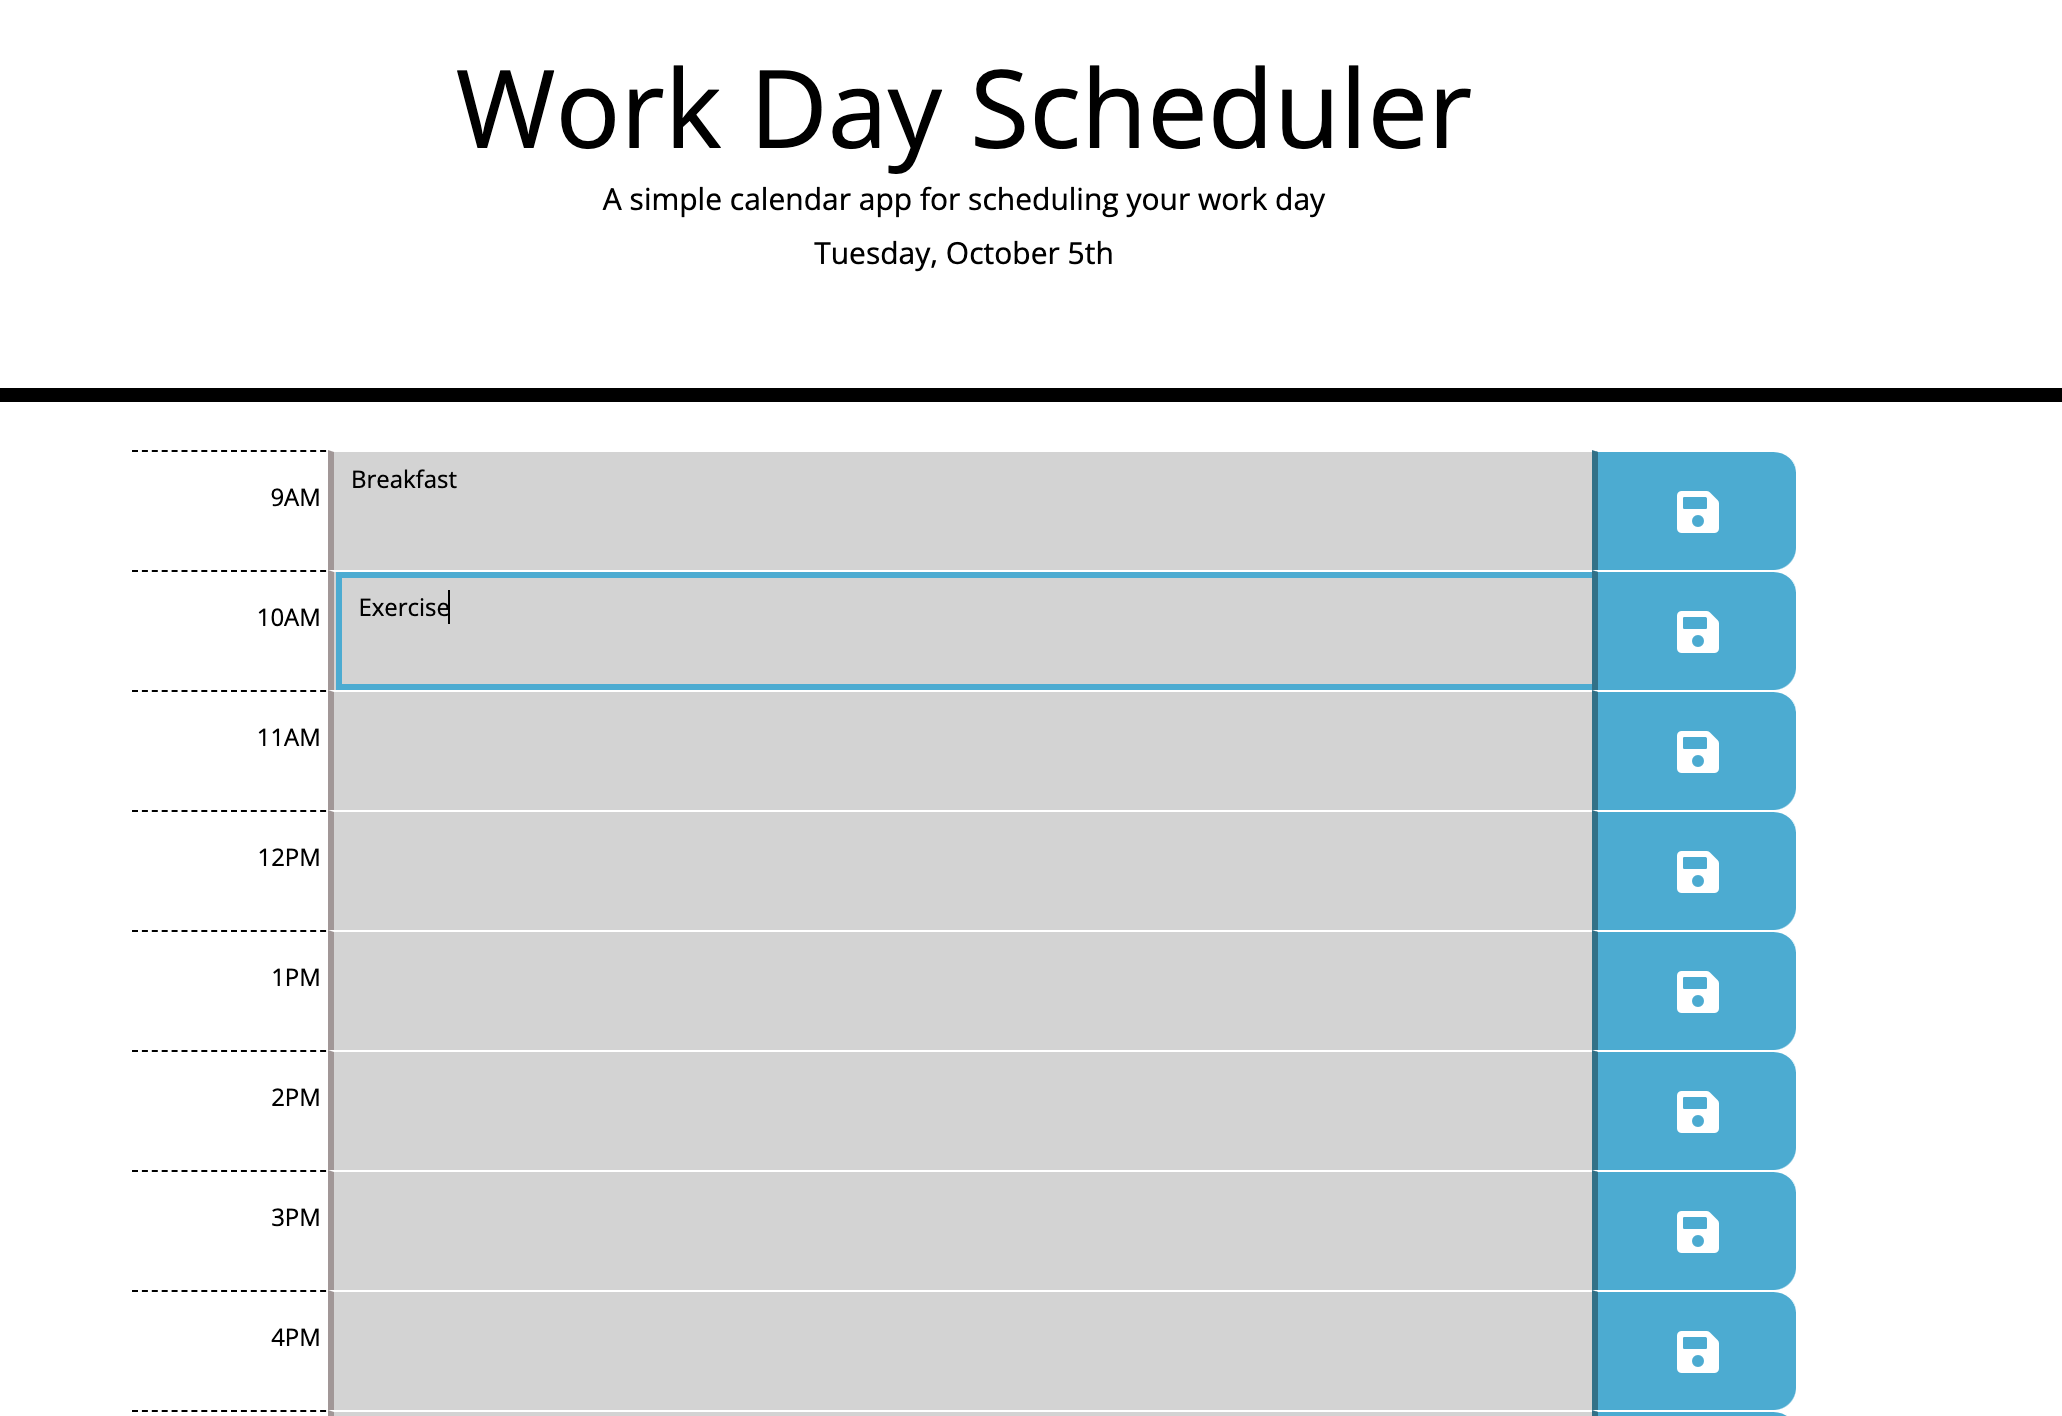 Work Day Scheduler
A simple calendar app for scheduling your work day
Tuesday, October 5th
9AM
Breakfast
10AM
Exercise
11AM
12PM
1PM
2PM
3PM
4PM